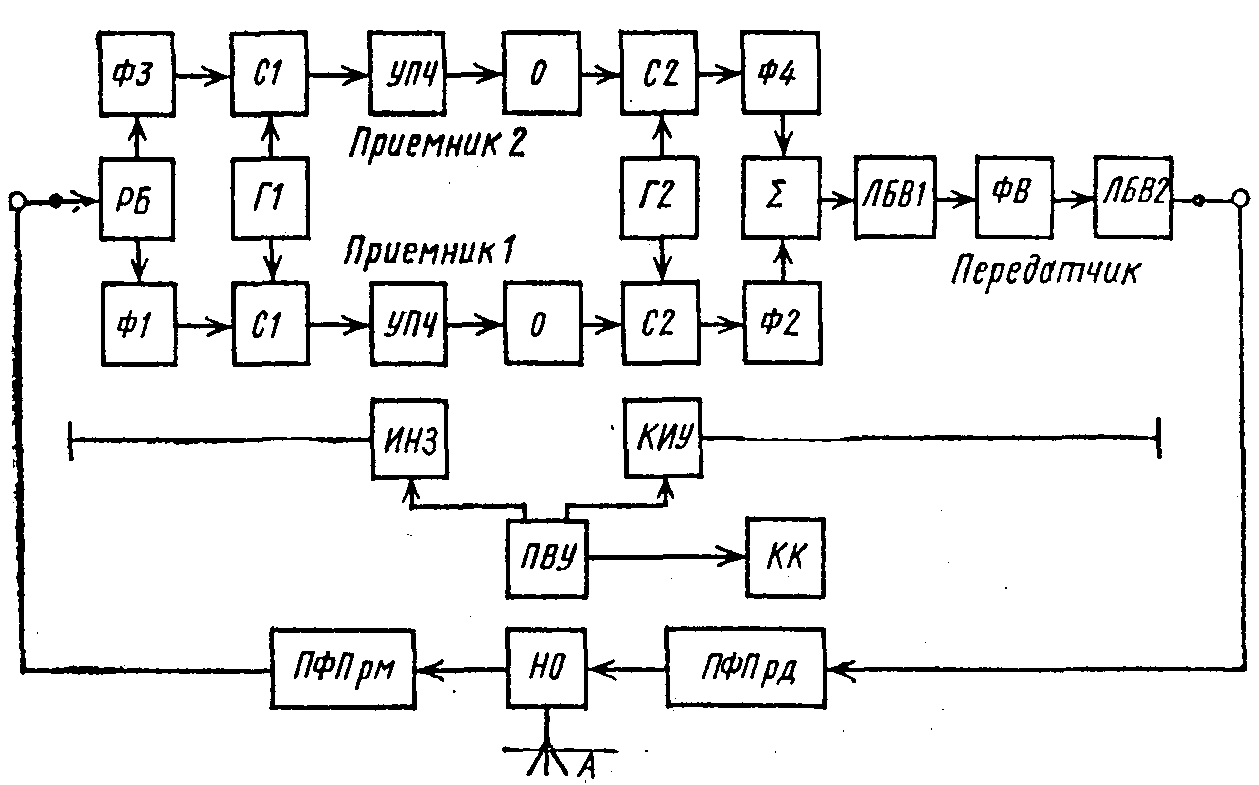 Ф3 С1 УПЧ О С2 Ф4
Приемник 2
РБ Г1 Г2 Σ ЛБВ1 ФВ ЛБВ2
Приемник 1
Передатчик
Ф1 С1 УПЧ О С2 Ф2
ИНЗ КИУ
ПВУ КК
ПФПрм НО ПФПрд
А